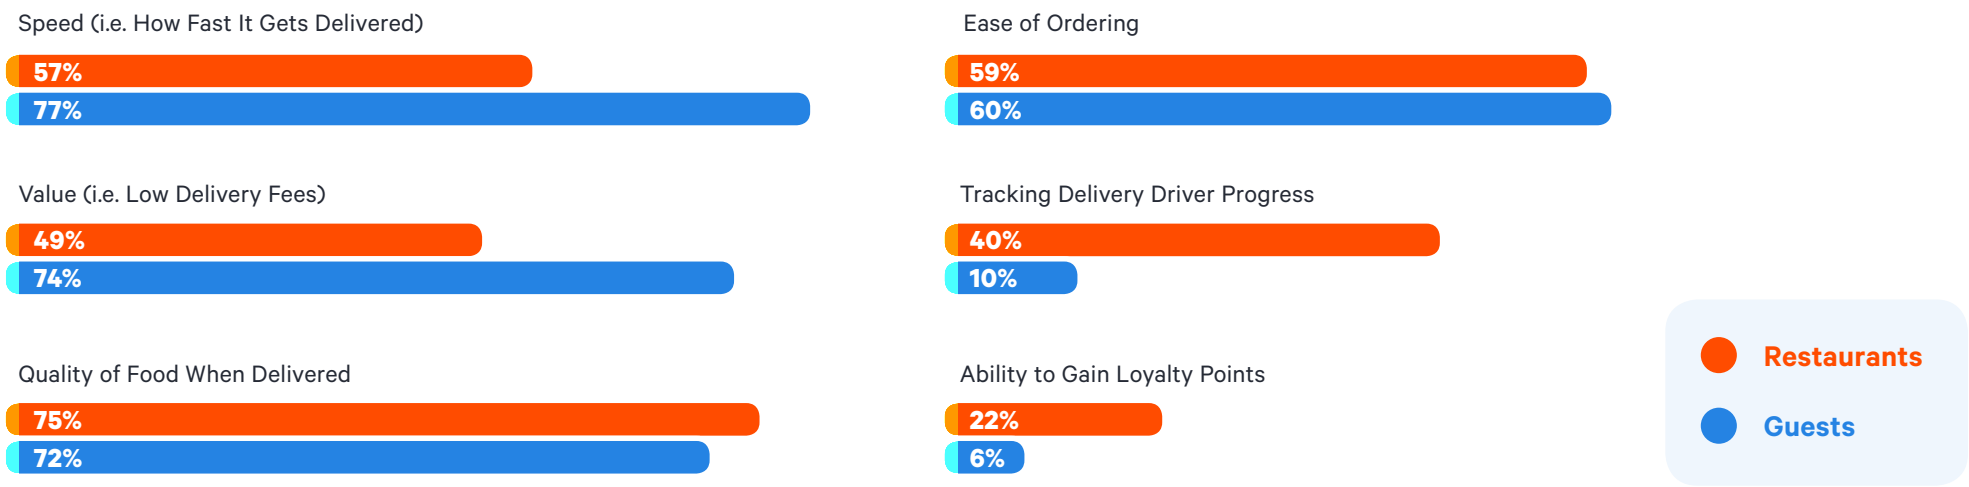 Speed (i.e. How Fast It Gets Delivered)
57%
77%
Value (i.e. Low Delivery Fees)
49%
74%
Quality of Food When Delivered
75%
72%
Ease of Ordering
59%
60%
Tracking Delivery Driver Progress
40%
10%
Ability to Gain Loyalty Points
22%
6%
Restaurants
Guests